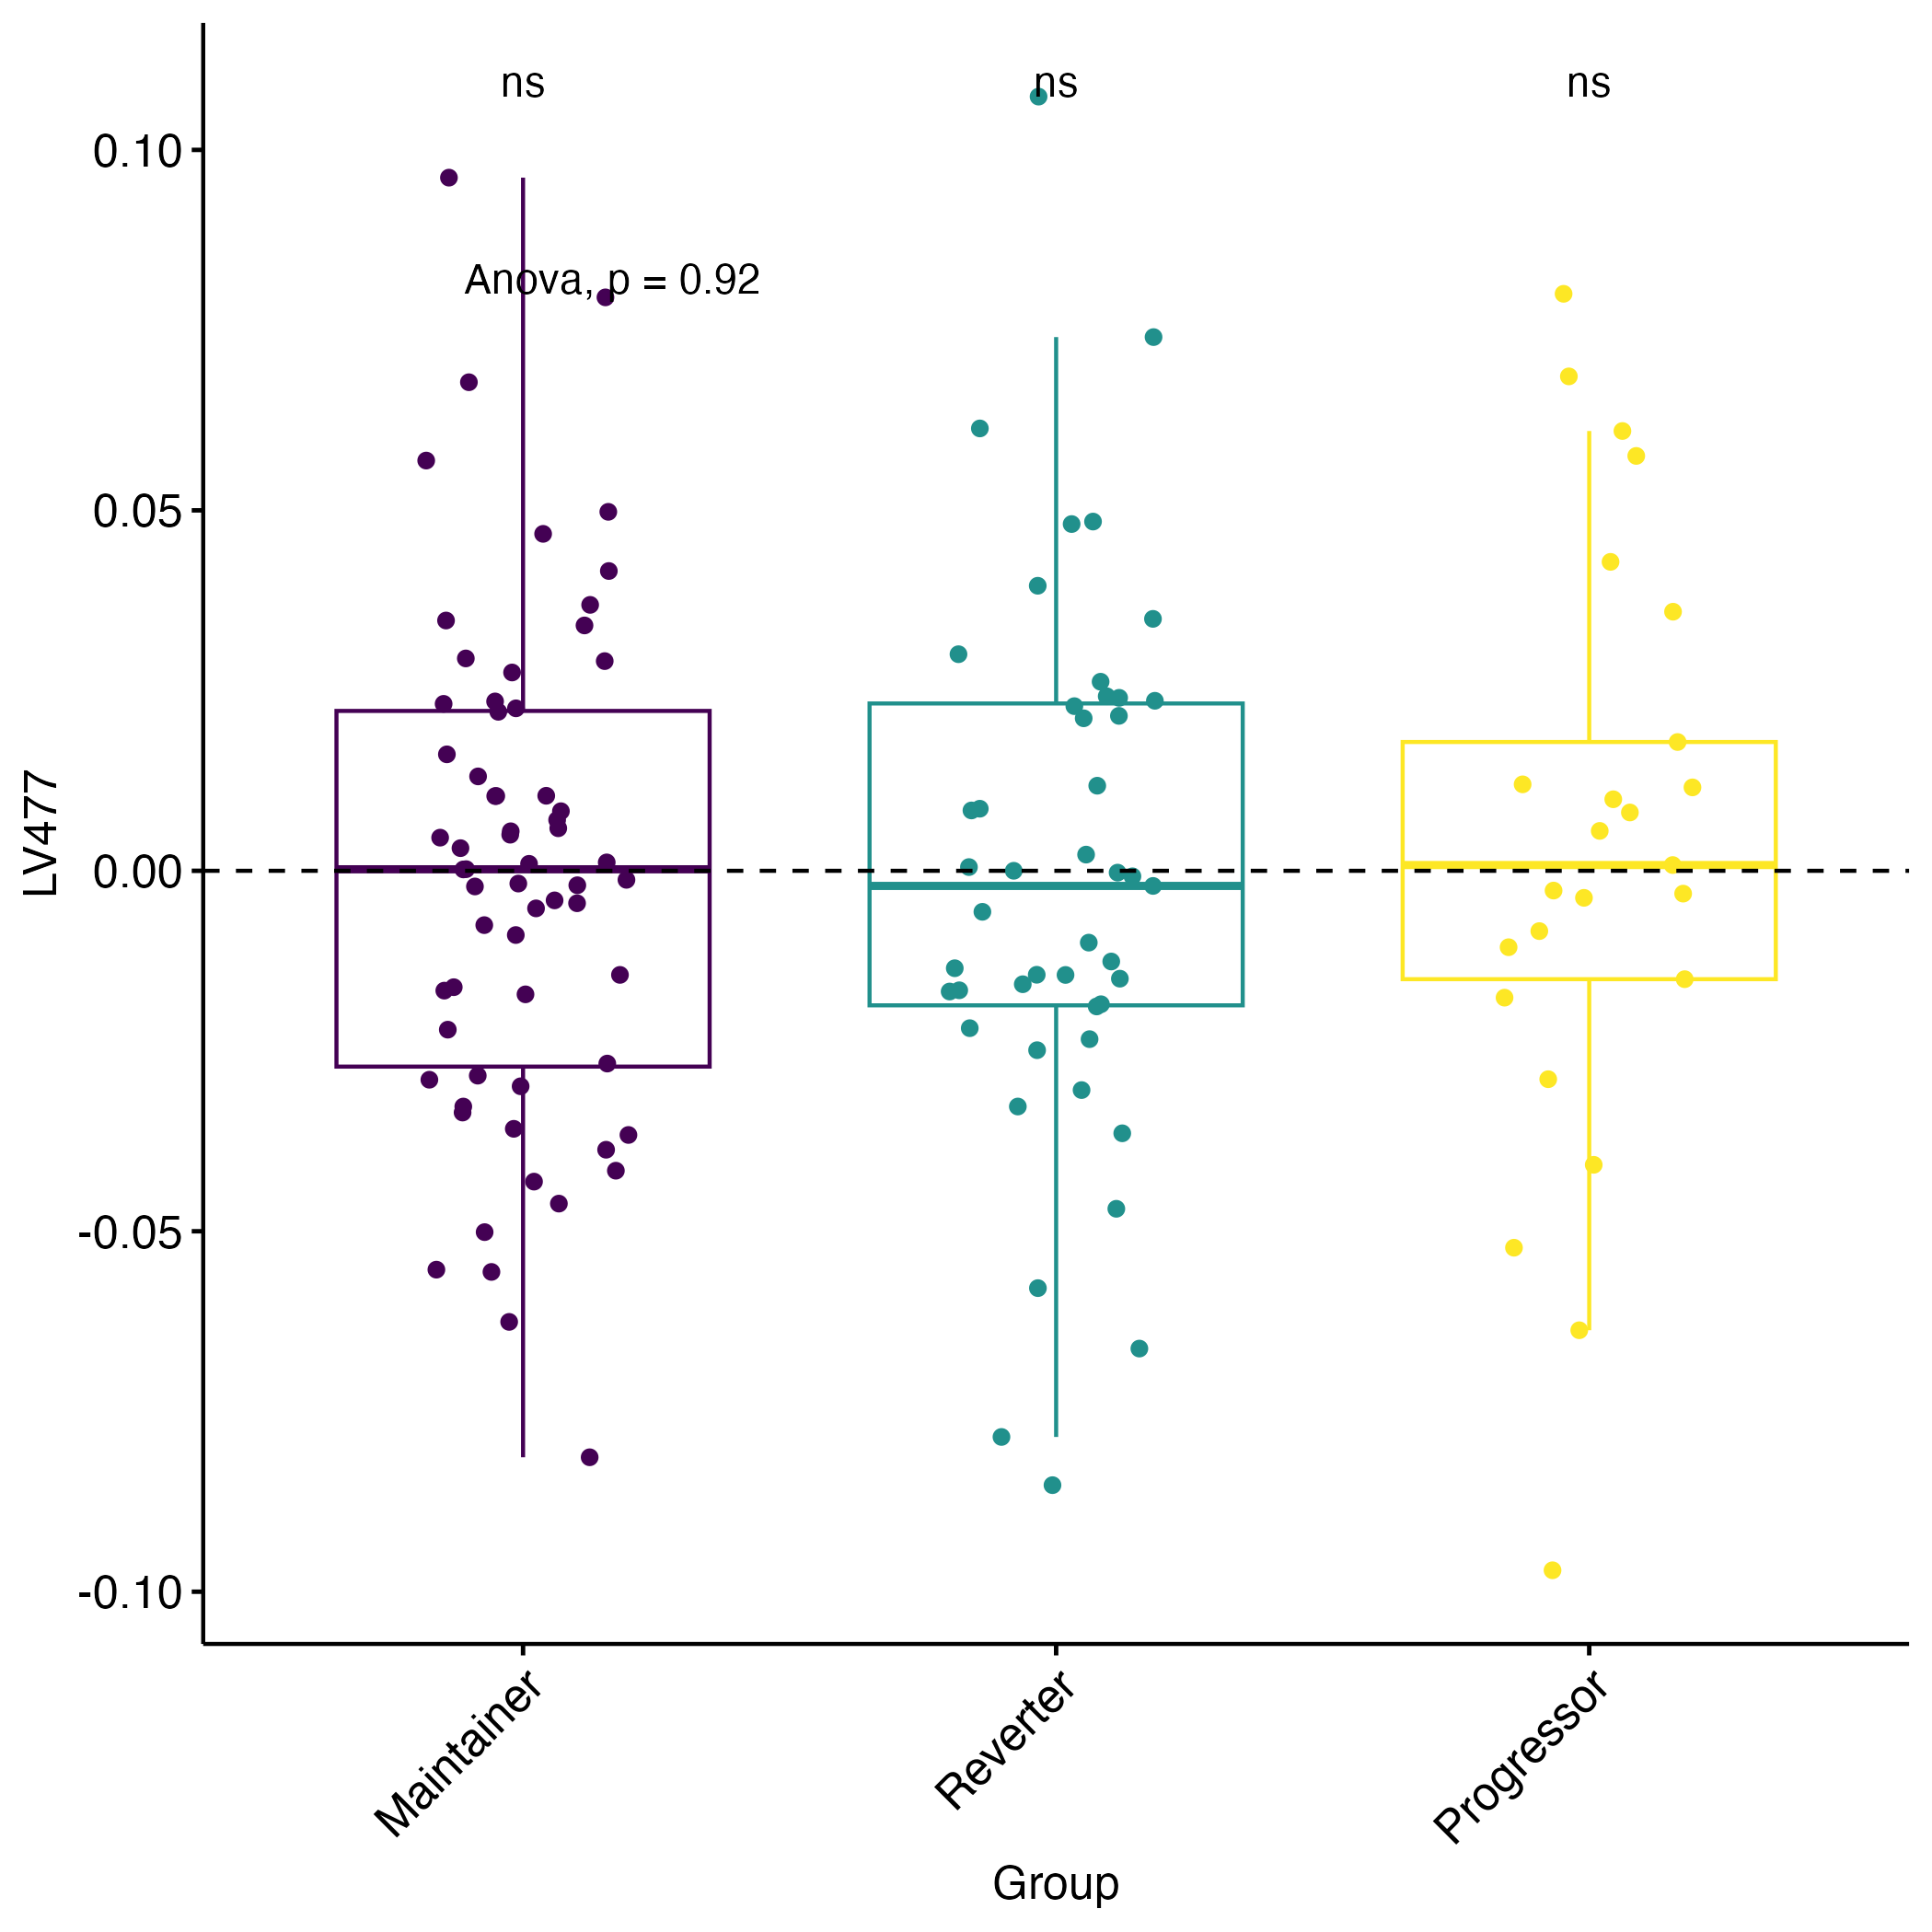 ns
ns
ns
0.10
Anova, p = 0.92
0.05
0.00
LV477
-0.05
-0.10
Maintainer
Reverter
Progressor
Group